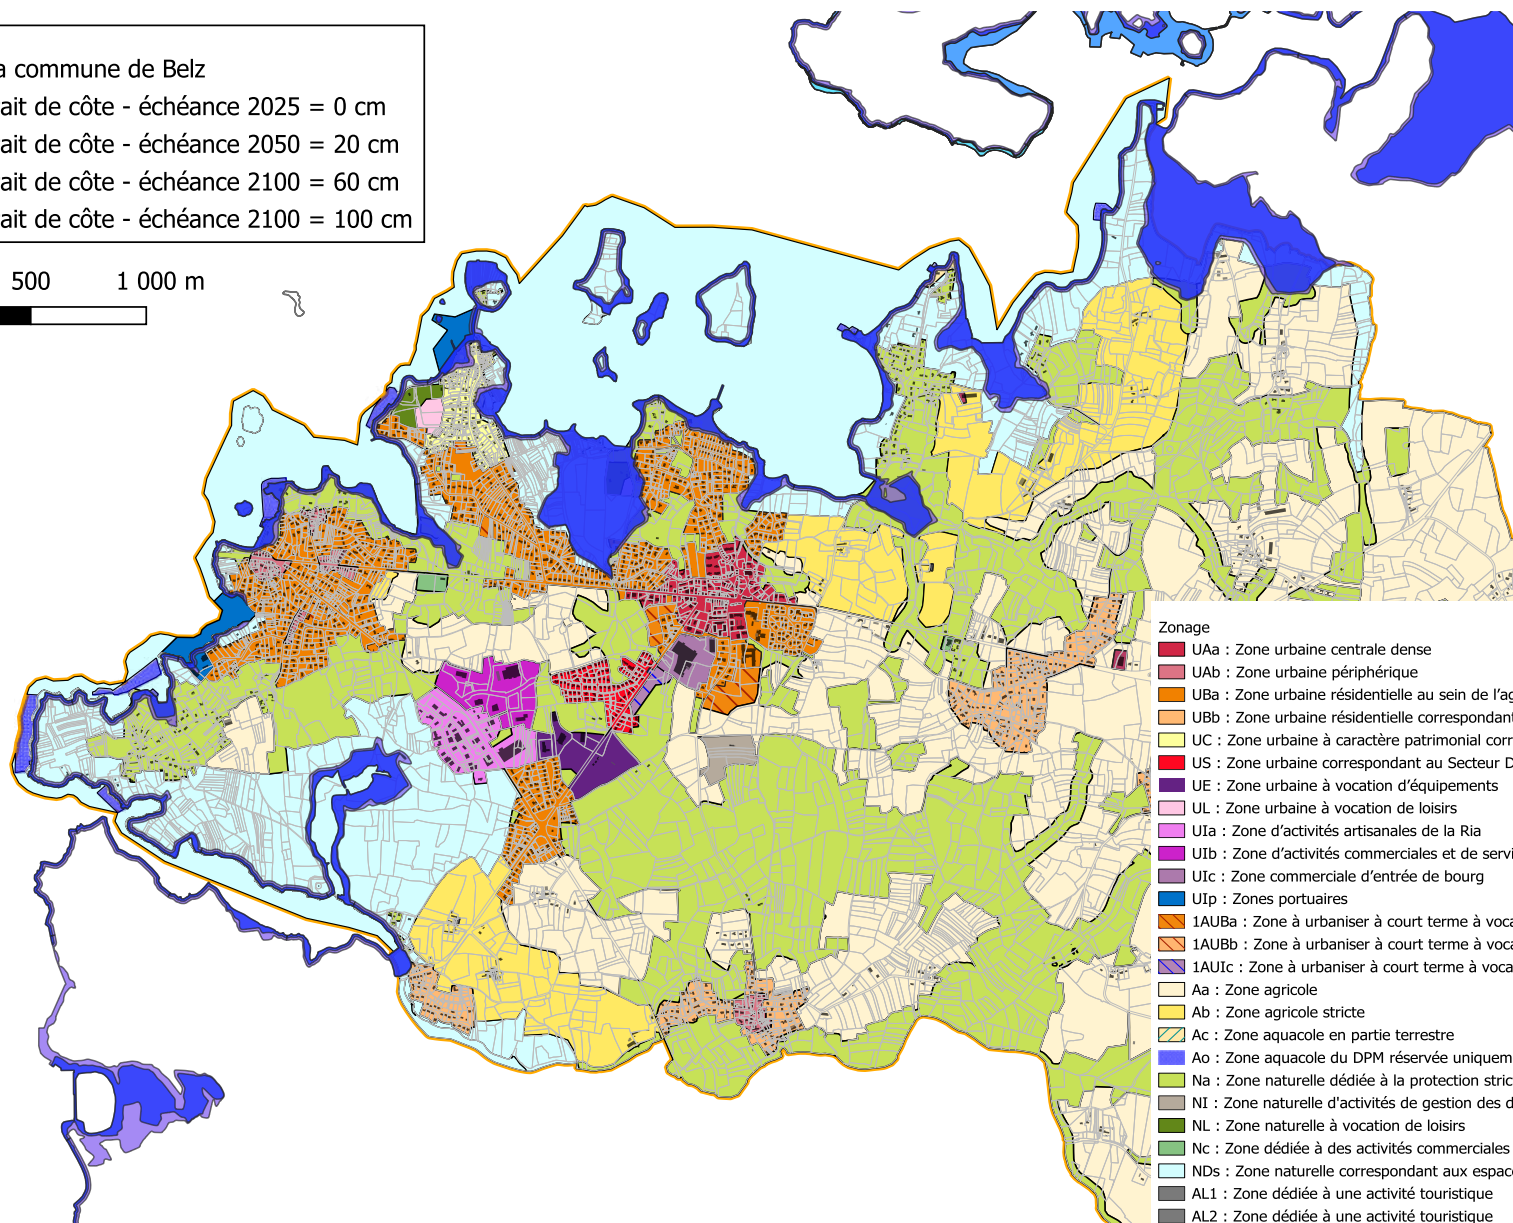 a commune de Belz
ait de côte - échéance 2025 = 0 cm
ait de côte - échéance 2050 = 20 cm
ait de côte - échéance 2100 = 60 cm
ait de côte - échéance 2100 = 100 cm
500 1 000 m
Zonage
UAa : Zone urbaine centrale dense
UAb : Zone urbaine périphérique
UBa : Zone urbaine résidentielle au sein de l’ag
UBb : Zone urbaine résidentielle correspondant
UC : Zone urbaine à caractère patrimonial corr
US : Zone urbaine correspondant au Secteur D
UE : Zone urbaine à vocation d’équipements
UL : Zone urbaine à vocation de loisirs
UIa : Zone d’activités artisanales de la Ria
UIb : Zone d’activités commerciales et de servi
UIc : Zone commerciale d’entrée de bourg
UIp : Zones portuaires
1AUBa : Zone à urbaniser à court terme à voca
1AUBb : Zone à urbaniser à court terme à voca
1AUIc : Zone à urbaniser à court terme à voca
Aa : Zone agricole
Ab : Zone agricole stricte
Ac : Zone aquacole en partie terrestre
Ao : Zone aquacole du DPM réservée uniquem
Na : Zone naturelle dédiée à la protection stric
NI : Zone naturelle d'activités de gestion des d
NL : Zone naturelle à vocation de loisirs
Nc : Zone dédiée à des activités commerciales
NDs : Zone naturelle correspondant aux espac
AL1 : Zone dédiée à une activité touristique
AL2 : Zone dédiée à une activité touristique